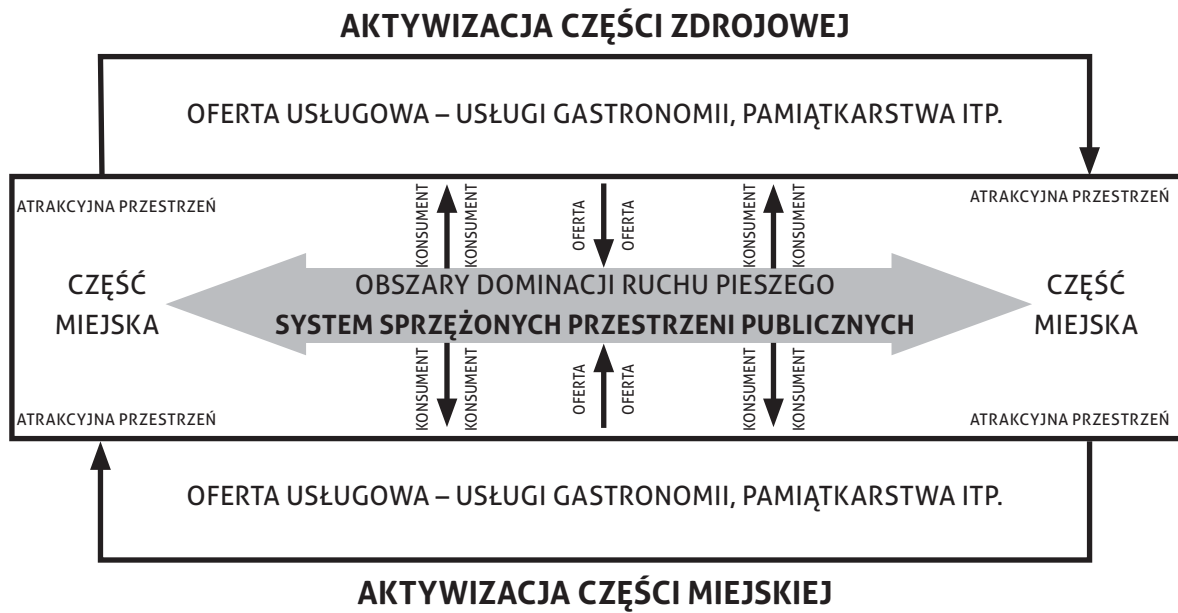 AKTYWIZACJA CZĘŚCI ZDROJOWEJ
OFERTA USŁUGOWA – USŁUGI GASTRONOMII, PAMIĄTKARSTWA ITP.
ATRAKCYJNA PRZESTRZEŃ
KONSUMENT
KONSUMENT
OFERTA
OFERTA
KONSUMENT
KONSUMENT
ATRAKCYJNA PRZESTRZEŃ
CZĘŚĆ
MIEJSKA
OBSZARY DOMINACJI RUCHU PIESZEGO
SYSTEM SPRZĘŻONYCH PRZESTRZENI PUBLICZNYCH
CZĘŚĆ
MIEJSKA
ATRAKCYJNA PRZESTRZEŃ
KONSUMENT
KONSUMENT
OFERTA
OFERTA
KONSUMENT
KONSUMENT
ATRAKCYJNA PRZESTRZEŃ
OFERTA USŁUGOWA – USŁUGI GASTRONOMII, PAMIĄTKARSTWA ITP.
AKTYWIZACJA CZĘŚCI MIEJSKIEJ